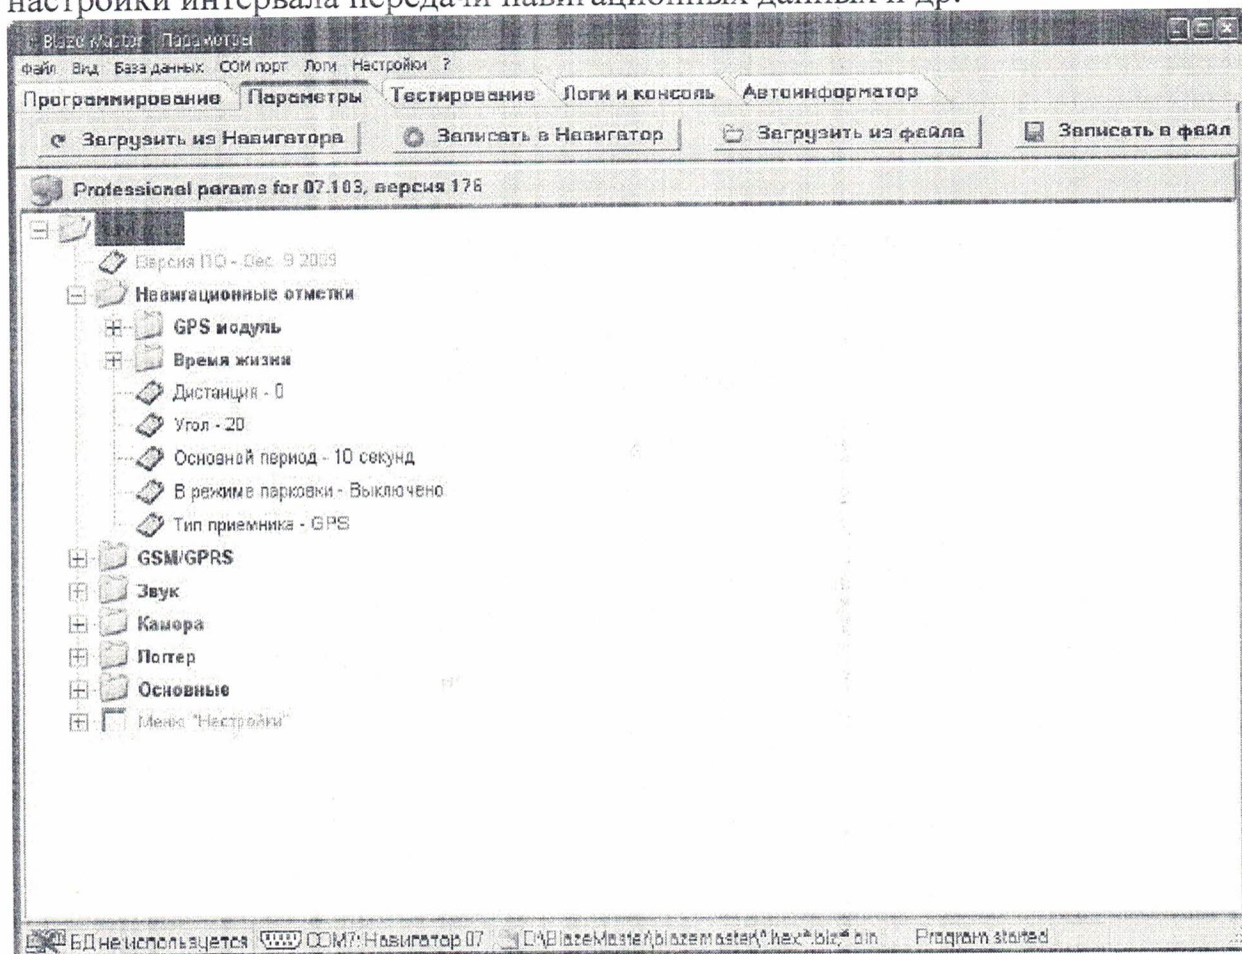 настройки интервала передачи навигационных данных и др.
Blaze Master Параметры
Файл Вид База данных COM порт Логи Настройки ?
Программирование Параметры Тестирование Логи и консоль Автоинформатор
Загрузить из Навигатора Записать в Навигатор Загрузить из файла Записать в файл
Professional params for 07.103, версия 176
Версия ПО - Dec 9 2009
Навигационные отметки
GPS модуль
Время жизни
Дистанция - 0
Угол - 20
Основной период - 10 секунд
В режиме парковки - Выключено
Тип приемника - GPS
GSM/GPRS
Звук
Камера
Логгер
Основные
Меню "Настройки"
БД не используется COM7: Навигатор 07 D:\BlazeMaster\blazemaster\*.hex;*.blz;*.bin Program started